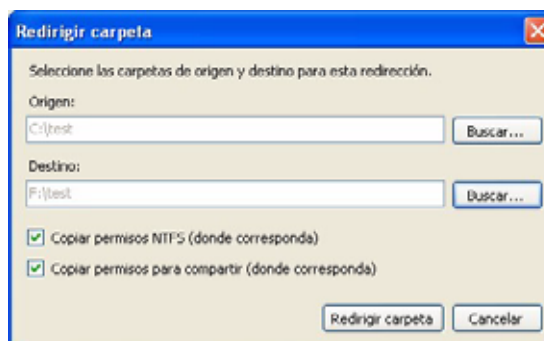 Redirigir carpeta
Seleccione las carpetas de origen y destino para esta redirección.
Origen:
C:\test
Buscar...
Destino:
F:\test
Buscar...
Copiar permisos NTFS (donde corresponda)
Copiar permisos para compartir (donde corresponda)
Redirigir carpeta
Cancelar